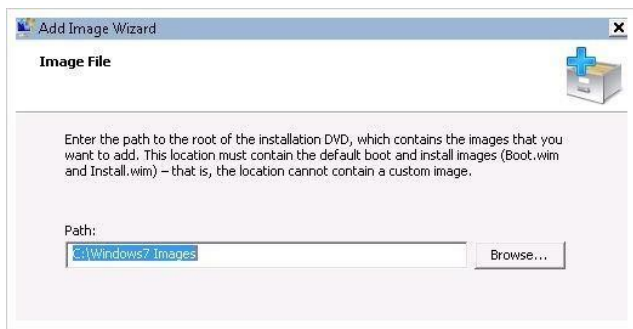 Add Image Wizard
Image File
Enter the path to the root of the installation DVD, which contains the images that you
want to add. This location must contain the default boot and install images (Boot.wim
and Install.wim) – that is, the location cannot contain a custom image.
Path:
C:\Windows7 Images
Browse...